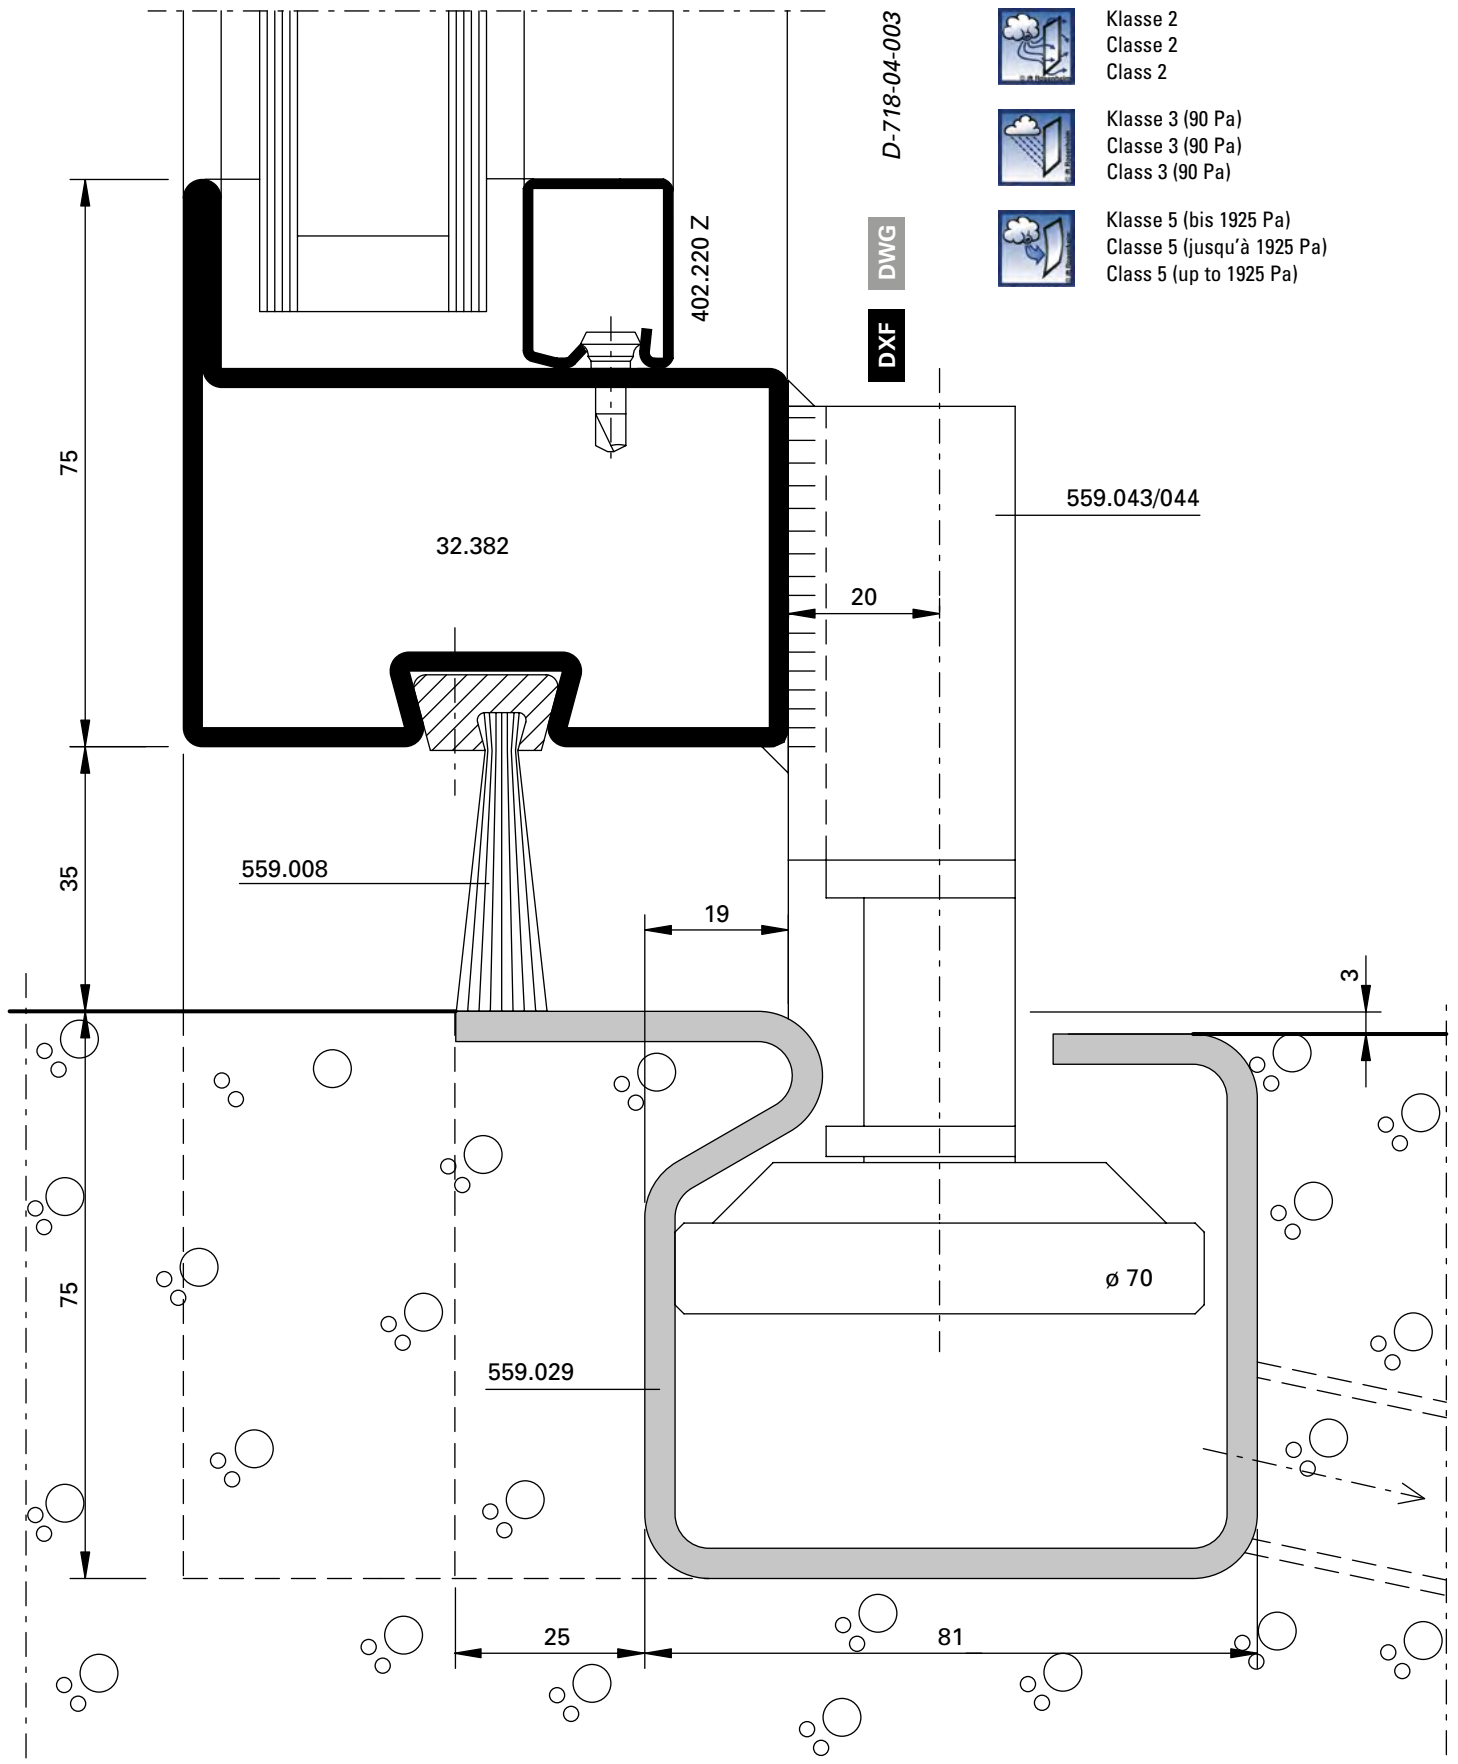 D-718-04-003
Klasse 2
Classe 2
Class 2
Klasse 3 (90 Pa)
Classe 3 (90 Pa)
Class 3 (90 Pa)
Klasse 5 (bis 1925 Pa)
Classe 5 (jusqu'à 1925 Pa)
Class 5 (up to 1925 Pa)
DWG
DXF
402.220 Z
75
559.043/044
32.382
20
35
559.008
19
3
75
ø 70
559.029
25
81